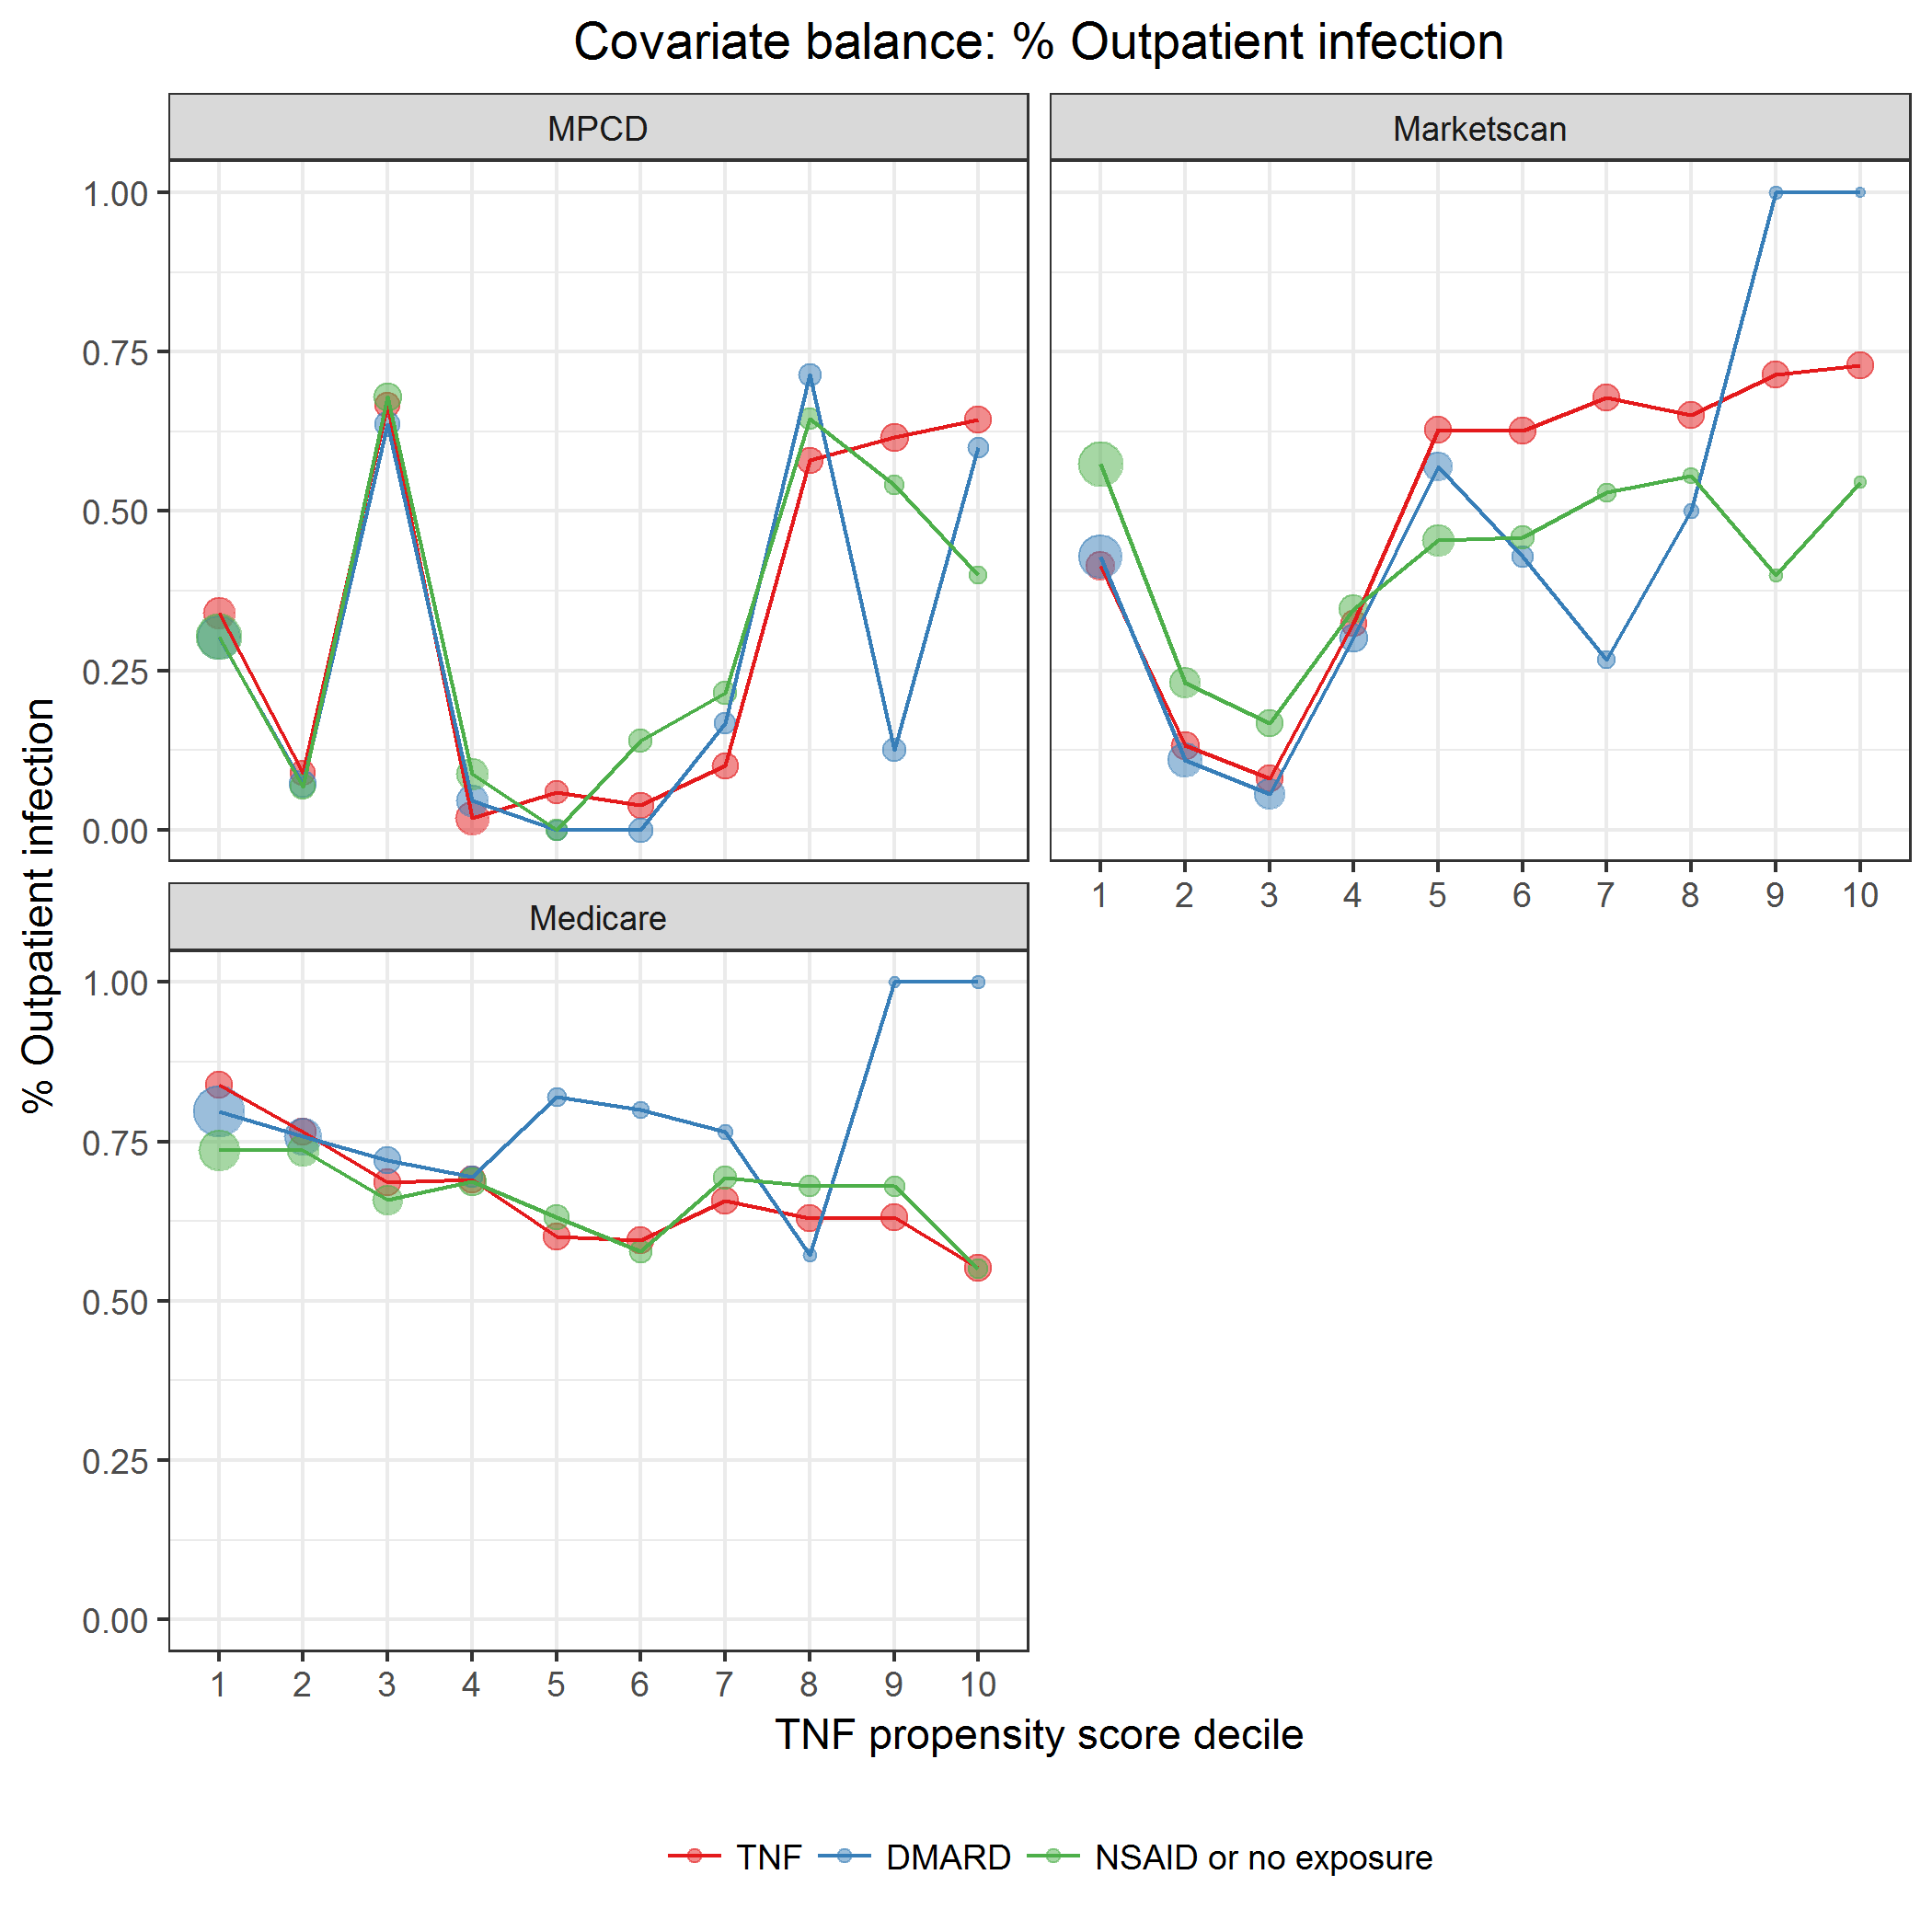 Covariate balance: % Outpatient infection
MPCD
Marketscan
1.00
0.75
0.50
0.25
0.00
1 2 3 4 5 6 7 8 9 10
Medicare
1.00
0.75
0.50
0.25
0.00
1 2 3 4 5 6 7 8 9 10
% Outpatient infection
TNF propensity score decile
TNF DMARD NSAID or no exposure